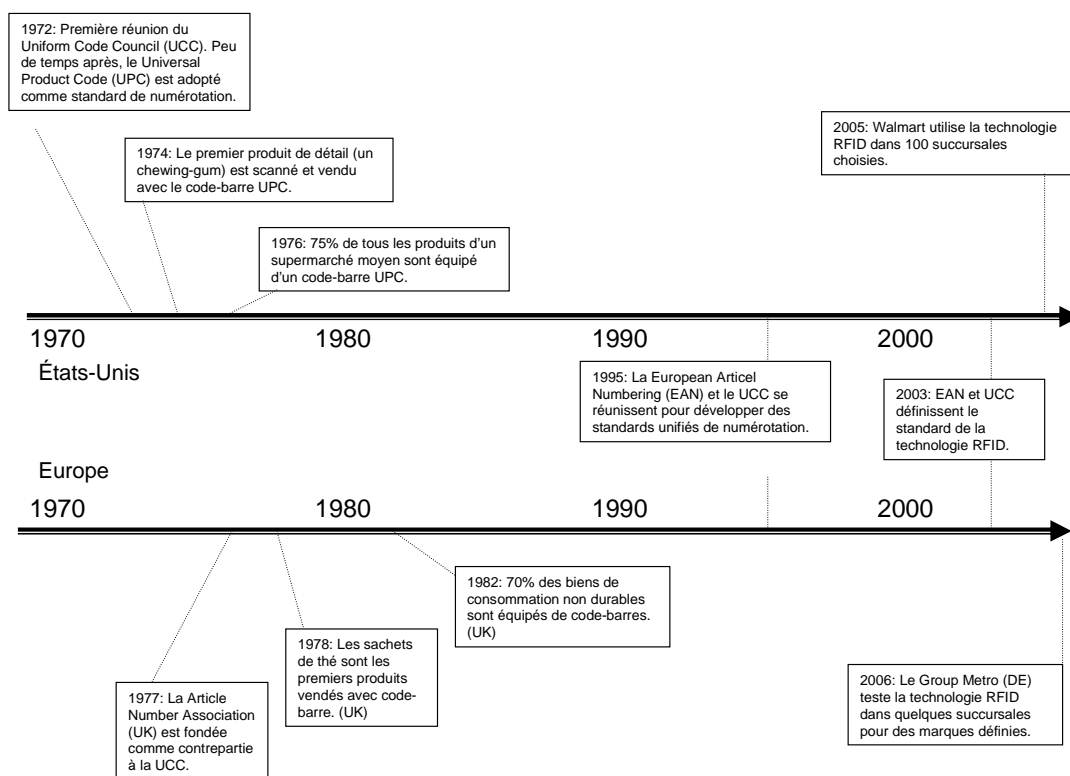 1972: Première réunion du
Uniform Code Council (UCC). Peu
de temps après, le Universal
Product Code (UPC) est adopté
comme standard de numérotation.
1974: Le premier produit de détail (un
chewing-gum) est scanné et vendu
avec le code-barre UPC.
2005: Walmart utilise la technologie
RFID dans 100 succursales
choisies.
1976: 75% de tous les produits d'un
supermarché moyen sont équipé
d'un code-barre UPC.
1970 1980 1990 2000
États-Unis
1995: La European Articel
Numbering (EAN) et le UCC se
réunissent pour développer des
standards unifiés de numérotation.
2003: EAN et UCC
définissent le
standard de la
technologie RFID.
Europe
1970 1980 1990 2000
1982: 70% des biens de
consommation non durables
sont équipés de code-barres.
(UK)
1978: Les sachets
de thé sont les
premiers produits
vendés avec code-
barre. (UK)
1977: La Article
Number Association
(UK) est fondée
comme contrepartie
à la UCC.
2006: Le Group Metro (DE)
teste la technologie RFID
dans quelques succursales
pour des marques définies.